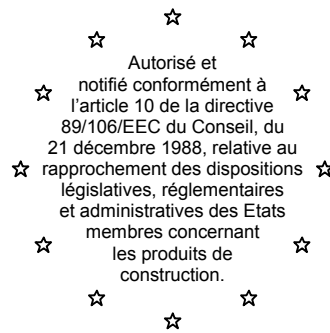 Autorisé et
notifié conformément à
l’article 10 de la directive
89/106/EEC du Conseil, du
21 décembre 1988, relative au
rapprochement des dispositions
législatives, réglementaires
et administratives des Etats
membres concernant
les produits de
construction.